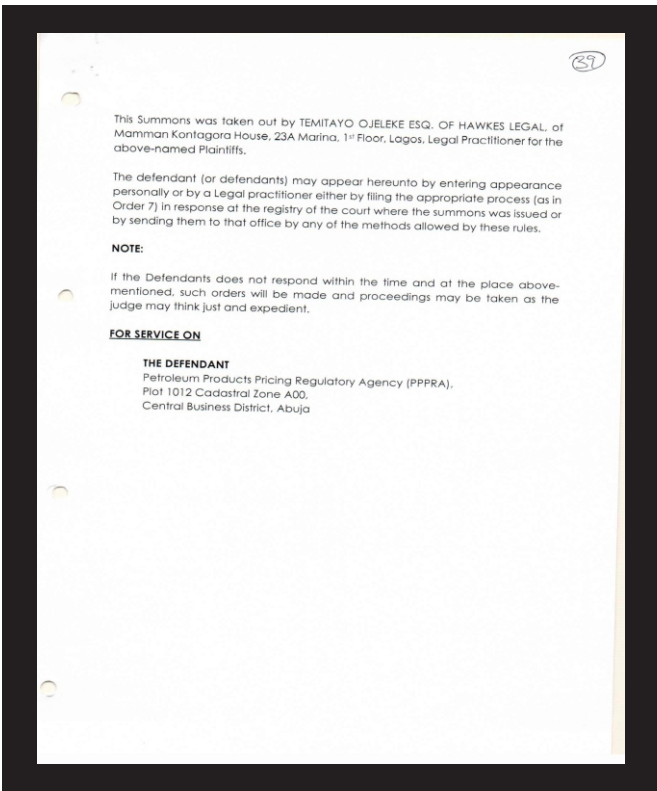 39
This Summons was taken out by TEMITAYO OJELEKE ESQ. OF HAWKES LEGAL, of
Mamman Kontagora House, 23A Marina, 1st Floor, Lagos, Legal Practitioner for the
above-named Plaintiffs.
The defendant (or defendants) may appear hereunto by entering appearance
personally or by a Legal practitioner either by filing the appropriate process (as in
Order 7) in response at the registry of the court where the summons was issued or
by sending them to that office by any of the methods allowed by these rules.
NOTE:
If the Defendants does not respond within the time and at the place above-
mentioned, such orders will be made and proceedings may be taken as the
judge may think just and expedient.
FOR SERVICE ON
THE DEFENDANT
Petroleum Products Pricing Regulatory Agency (PPPRA),
Plot 1012 Cadastral Zone A00,
Central Business District, Abuja